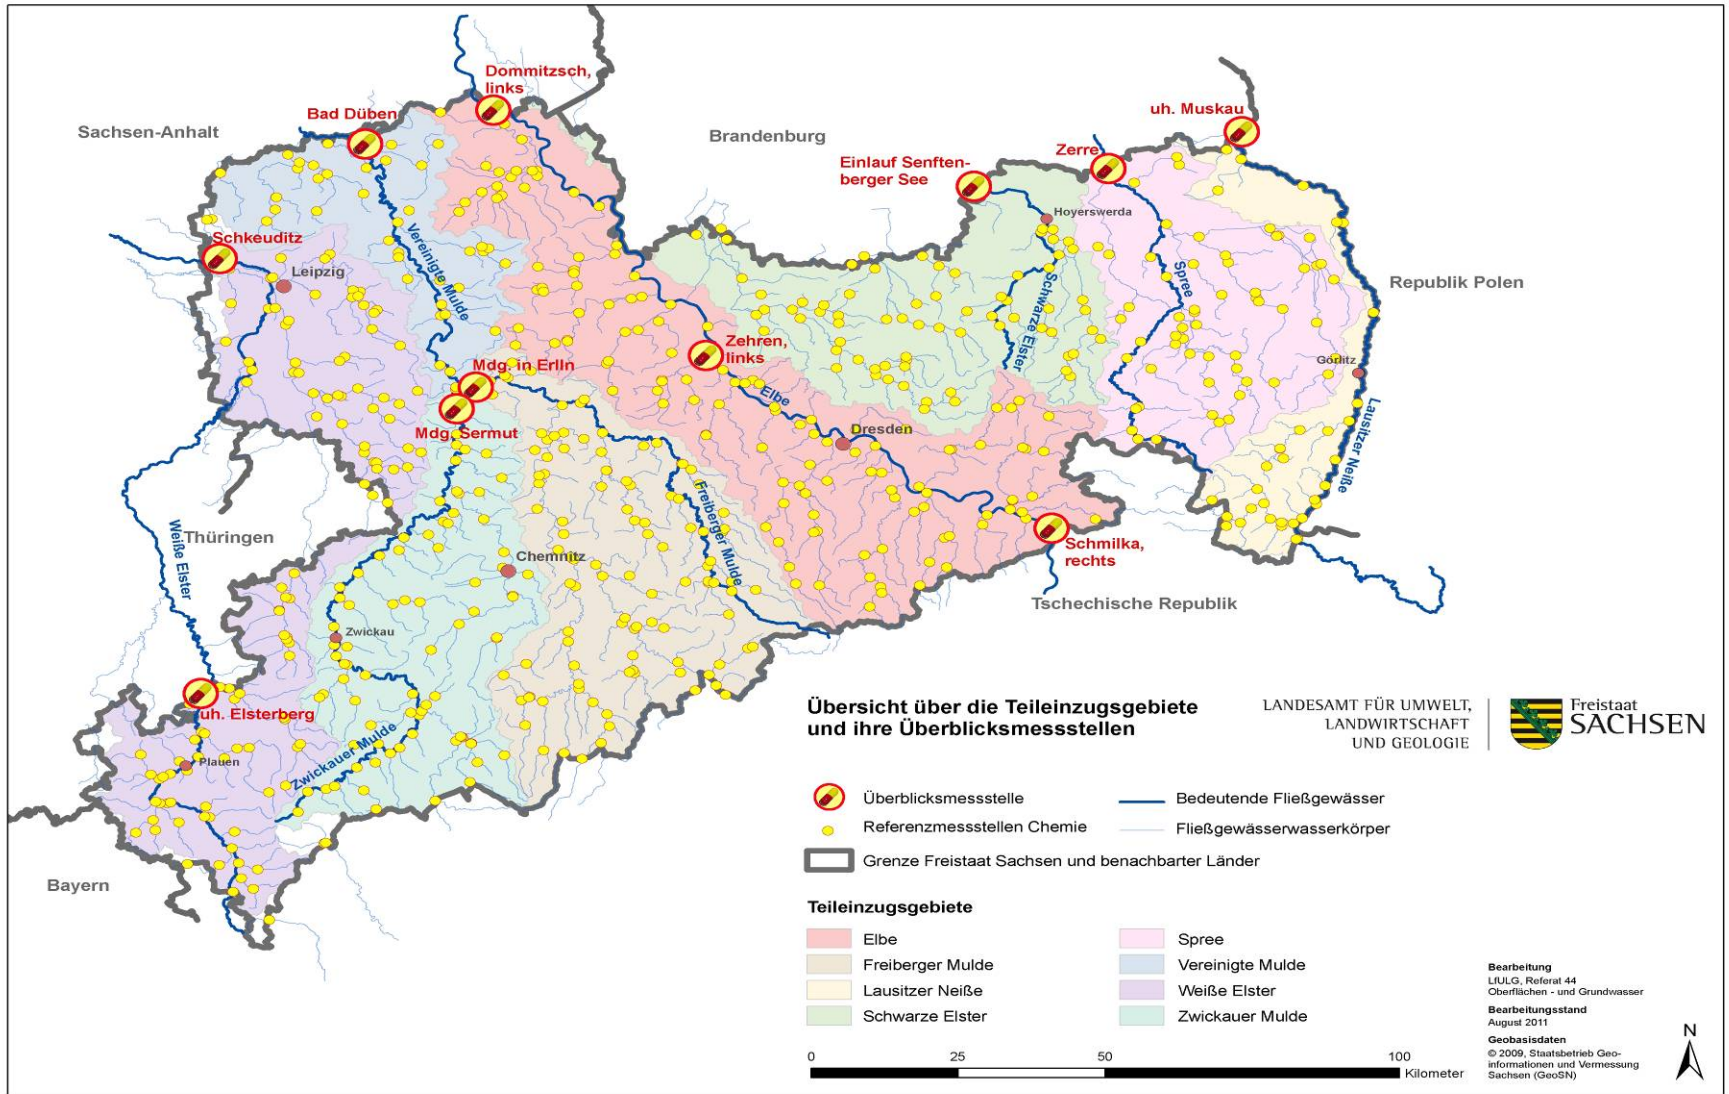 Dommitzsch,
links
Bad Düben
Sachsen-Anhalt
Brandenburg
uh. Muskau
Zerre
Einlauf Senften-
berger See
Hoyerswerda
Schkeuditz
Leipzig
Vereinigte Mulde
Spree
Schwarze Elster
Republik Polen
Zehren,
links
Mdg. in Erlln
Görlitz
Elbe
Mdg. Sermut
Dresden
Lausitzer Neiße
Freiberger Mulde
Weiße Elster
Thüringen
Chemnitz
Schmilka,
rechts
Tschechische Republik
Zwickau
uh. Elsterberg
Zwickauer Mulde
Plauen
Bayern
Übersicht über die Teileinzugsgebiete
und ihre Überblicksmessstellen
LANDESAMT FÜR UMWELT,
LANDWIRTSCHAFT
UND GEOLOGIE
Freistaat
SACHSEN
Überblicksmessstelle
Bedeutende Fließgewässer
Referenzmessstellen Chemie
Fließgewässerwasserkörper
Grenze Freistaat Sachsen und benachbarter Länder
Teileinzugsgebiete
Elbe
Spree
Freiberger Mulde
Vereinigte Mulde
Lausitzer Neiße
Weiße Elster
Schwarze Elster
Zwickauer Mulde
Bearbeitung
LfULG, Referat 44
Oberflächen - und Grundwasser
Bearbeitungsstand
August 2011
Geobasisdaten
© 2009, Staatsbetrieb Geo-
informationen und Vermessung
Sachsen (GeoSN)
N
0 25 50 100
Kilometer